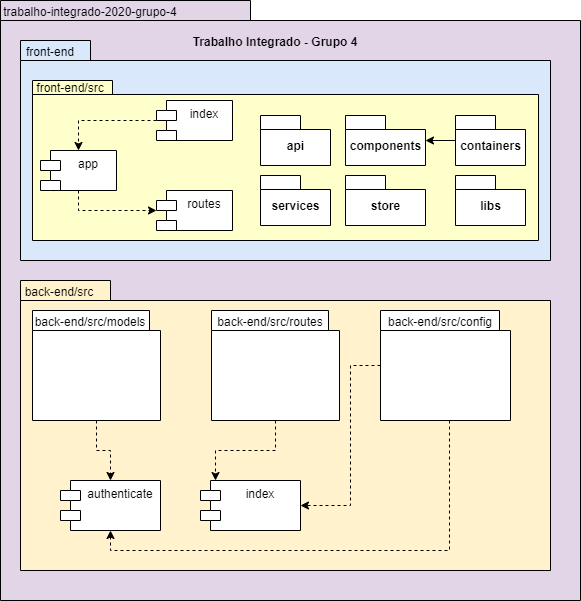 trabalho-integrado-2020-grupo-4
Trabalho Integrado - Grupo 4
front-end
front-end/src
index
app
routes
api
components
containers
services
store
libs
back-end/src
back-end/src/models
back-end/src/routes
back-end/src/config
authenticate
index